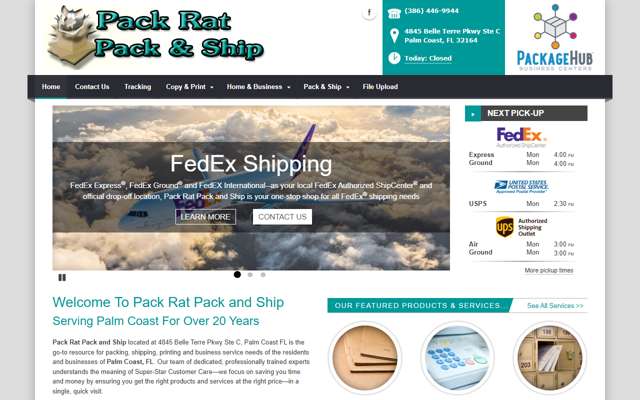 Pack Rat
Pack & Ship
f
(386) 446-9944
4845 Belle Terre Pkwy Ste C
Palm Coast, FL 32164
Today: Closed
PACKAGEHUB
BUSINESS CENTERS
Home Contact Us Tracking Copy & Print Home & Business Pack & Ship File Upload
FedEx Shipping
FedEx Express®, FedEx Ground® and FedEX International–as your local FedEx Authorized ShipCenter® and
official drop-off location, Pack Rat Pack and Ship is your one-stop shop for all FedEx® shipping needs
LEARN MORE CONTACT US
NEXT PICK-UP
FedEx
Authorized ShipCenter
Express Mon 4:00 PM
Ground Mon 4:00 PM
UNITED STATES
POSTAL SERVICE
Approved Postal Provider
USPS Mon 2:30 PM
ups
Authorized
Shipping
Outlet
Air Mon 3:00 PM
Ground Mon 3:00 PM
More pickup times
Welcome To Pack Rat Pack and Ship
Serving Palm Coast For Over 20 Years
Pack Rat Pack and Ship located at 4845 Belle Terre Pkwy Ste C, Palm Coast FL is the
go-to resource for packing, shipping, printing and business service needs of the residents
and businesses of Palm Coast, FL. Our team of dedicated, professionally trained experts
understands the meaning of Super-Star Customer Care—we focus on saving you time
and money by ensuring you get the right products and services at the right price—in a
single, quick visit.
OUR FEATURED PRODUCTS & SERVICES...
See All Services >>